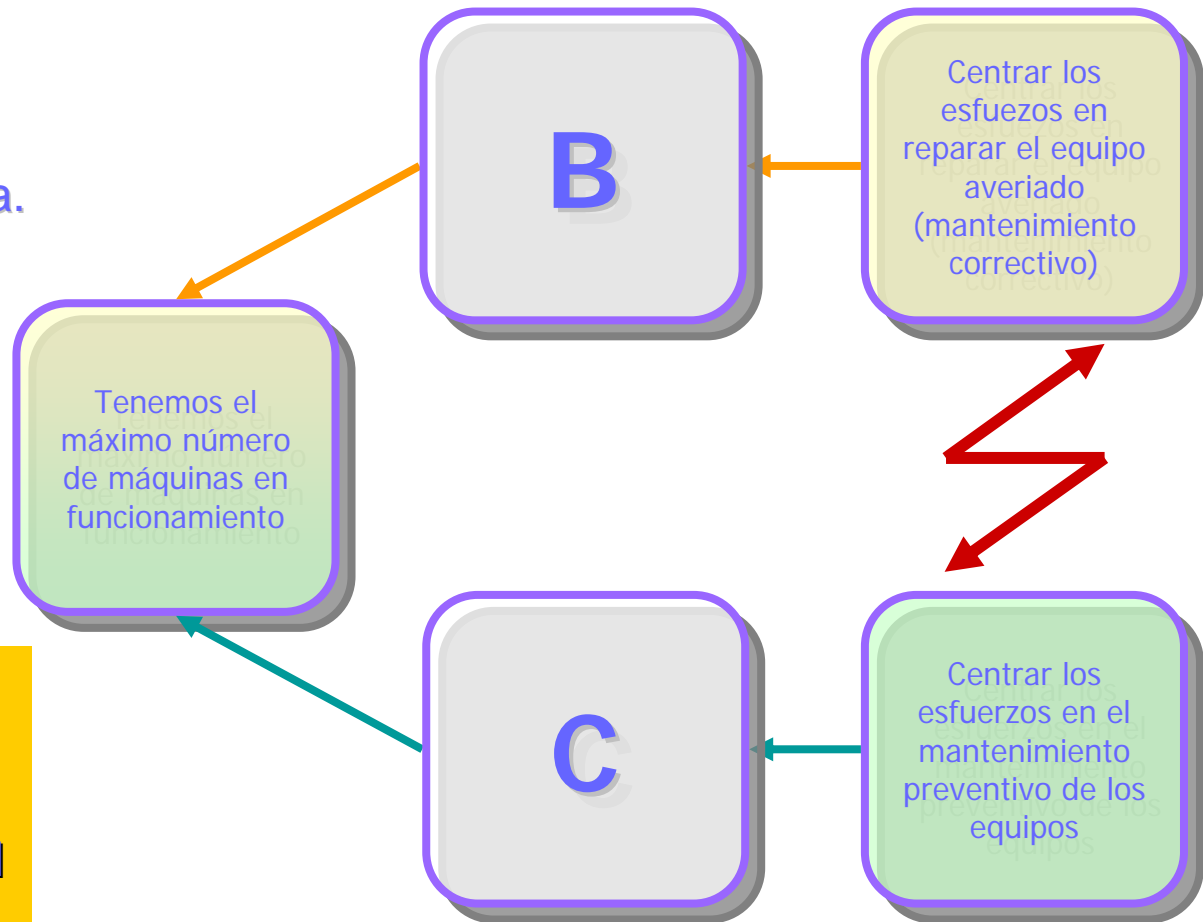 a.
B
Centrar los
esfuezos en
reparar el equipo
averiado
(mantenimiento
correctivo)
Tenemos el
máximo número
de máquinas en
funcionamiento
C
Centrar los
esfuerzos en el
mantenimiento
preventivo de los
equipos